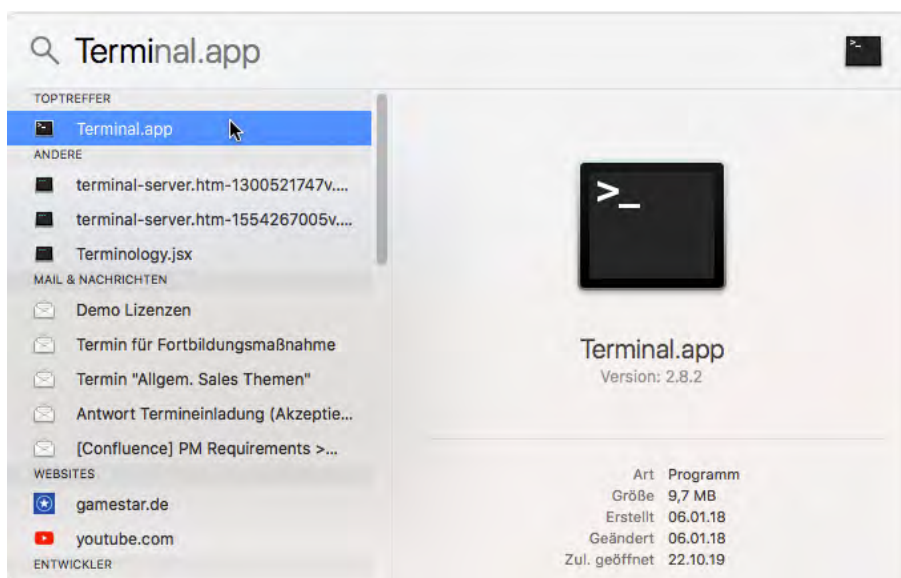 Terminal.app
TOPTREFFER
Terminal.app
ANDERE
terminal-server.htm-1300521747v....
terminal-server.htm-1554267005v....
Terminology.jsx
MAIL & NACHRICHTEN
Demo Lizenzen
Termin für Fortbildungsmaßnahme
Termin "Allgem. Sales Themen"
Antwort Termineinladung (Akzeptie...
[Confluence] PM Requirements >...
WEBSITES
gamestar.de
youtube.com
ENTWICKLER
>_
Terminal.app
Version: 2.8.2
Art Programm
Größe 9,7 MB
Erstellt 06.01.18
Geändert 06.01.18
Zul. geöffnet 22.10.19